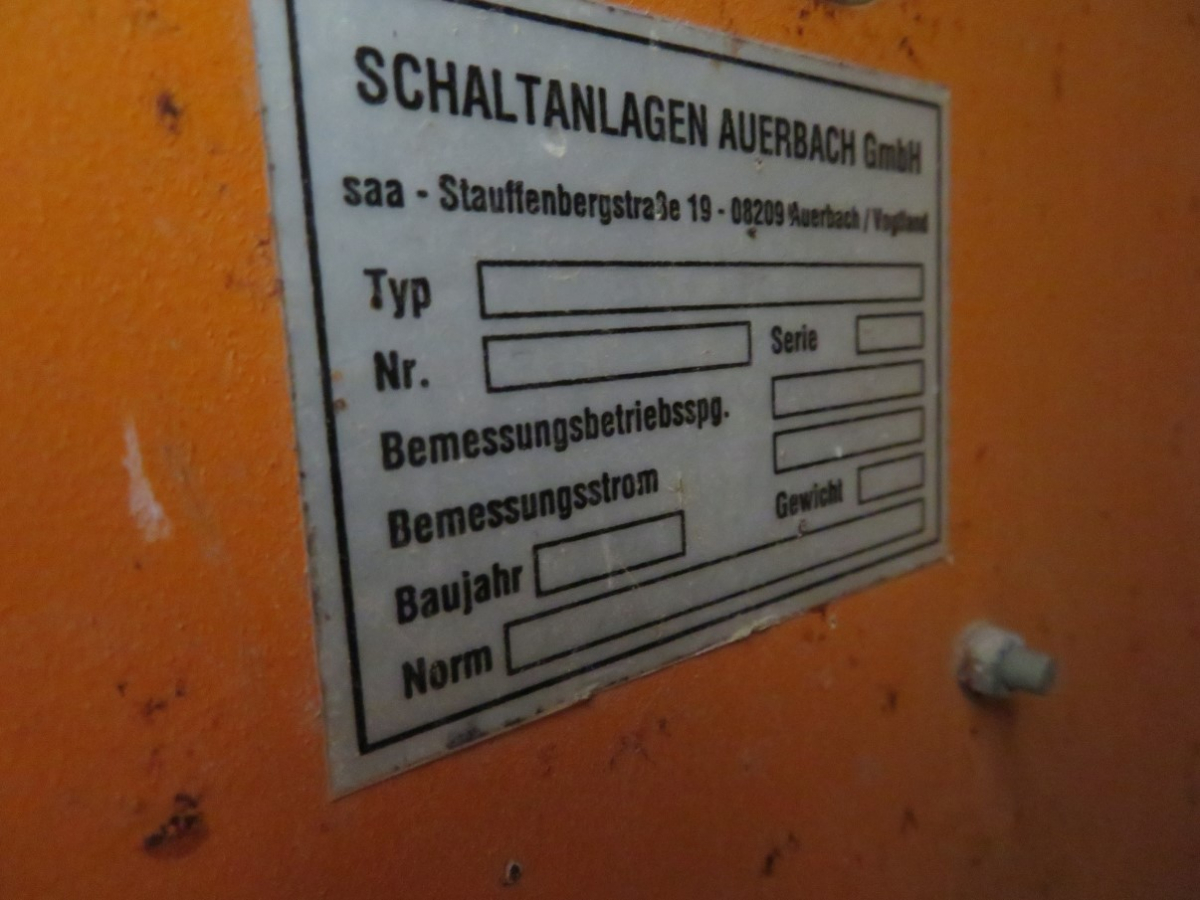 SCHALTANLAGEN AUERBACH GmbH
saa - Stauffenbergstraße 19 - 08209 Auerbach / Vogtland
Typ
Nr. Serie
Bemessungsbetriebsspg.
Bemessungsstrom
Baujahr Gewicht
Norm